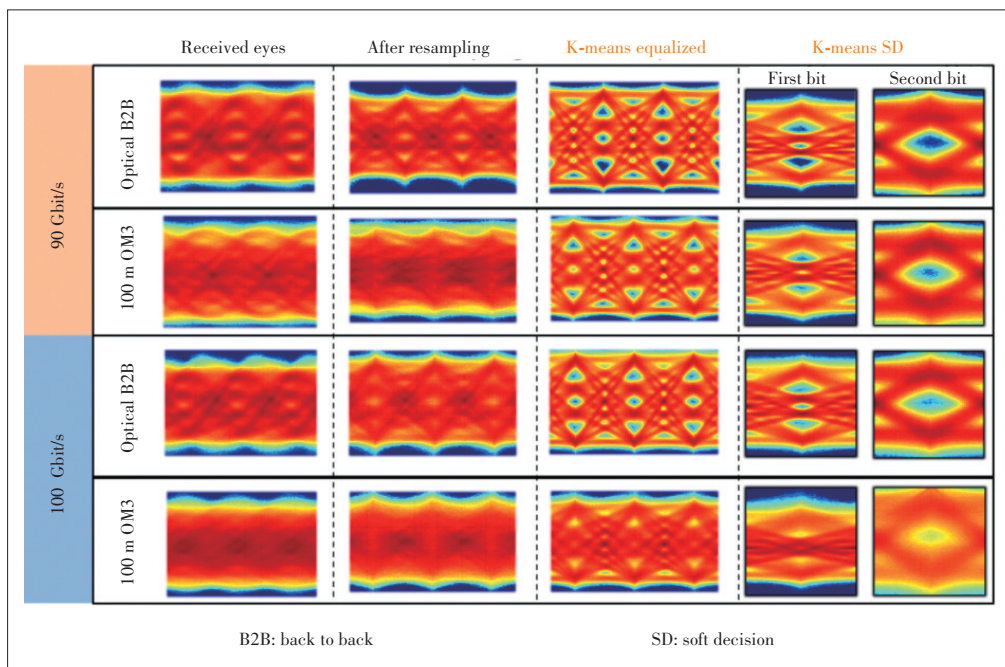 Received eyes After resampling K-means equalized K-means SD
First bit Second bit
90 Gbit/s
Optical B2B
100 m OM3
100 Gbit/s
Optical B2B
100 m OM3
B2B: back to back SD: soft decision